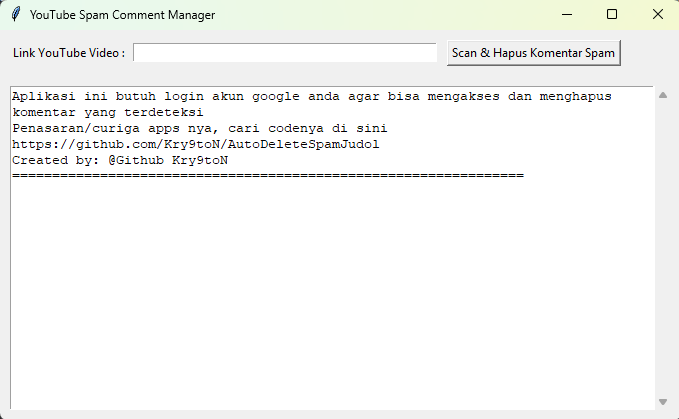 YouTube Spam Comment Manager
Link YouTube Video :
Scan & Hapus Komentar Spam
Aplikasi ini butuh login akun google anda agar bisa mengakses dan menghapus
komentar yang terdeteksi
Penasaran/curiga apps nya, cari codenya di sini
https://github.com/Kry9toN/AutoDeleteSpamJudol
Created by: @Github Kry9toN
================================================================